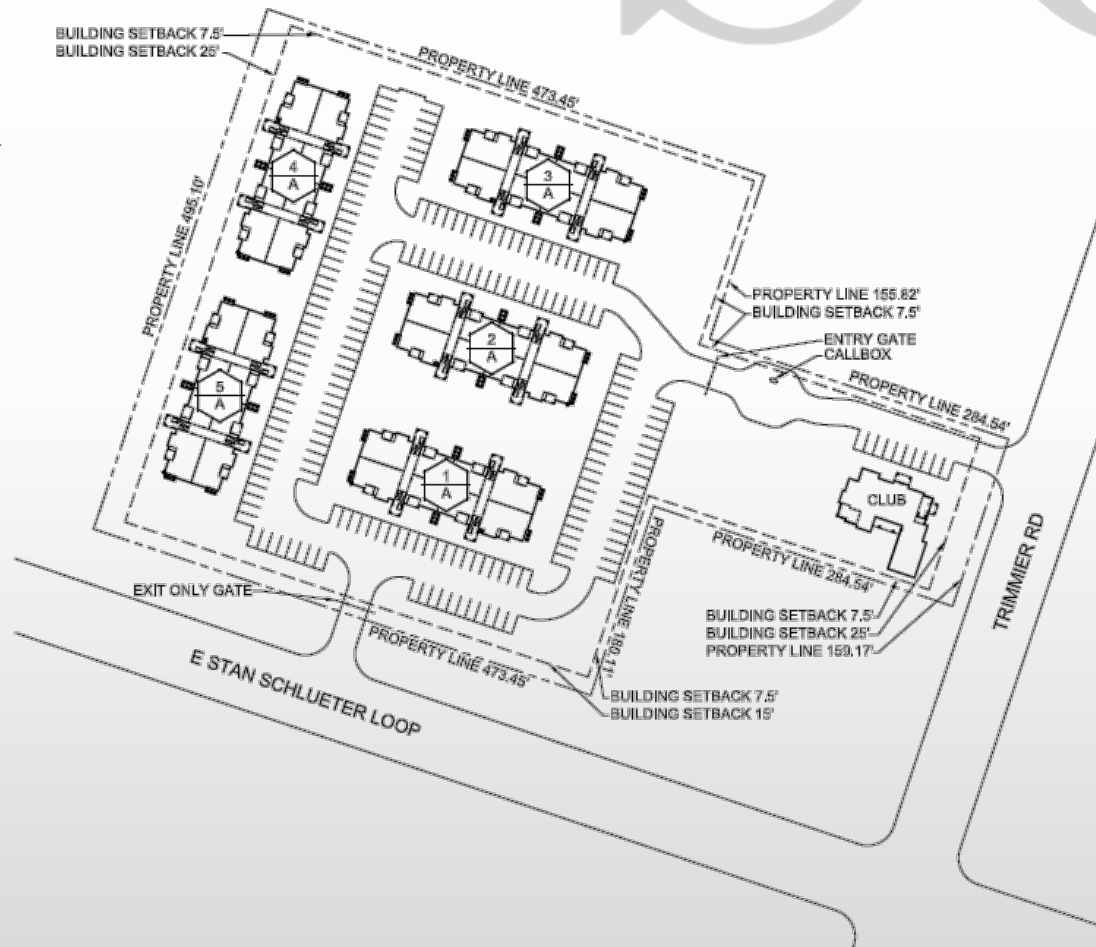 BUILDING SETBACK 7.5'
BUILDING SETBACK 25'
PROPERTY LINE 473.45'
4
A
3
A
PROPERTY LINE 495.10'
PROPERTY LINE 155.82'
BUILDING SETBACK 7.5'
ENTRY GATE
CALLBOX
2
A
PROPERTY LINE 284.54'
5
A
1
A
CLUB
PROPERTY LINE 284.54'
PROPERTY LINE 180.11'
TRIMMIER RD
EXIT ONLY GATE
BUILDING SETBACK 7.5'
BUILDING SETBACK 25'
PROPERTY LINE 159.17'
PROPERTY LINE 473.45'
E STAN SCHLUETER LOOP
BUILDING SETBACK 7.5'
BUILDING SETBACK 15'